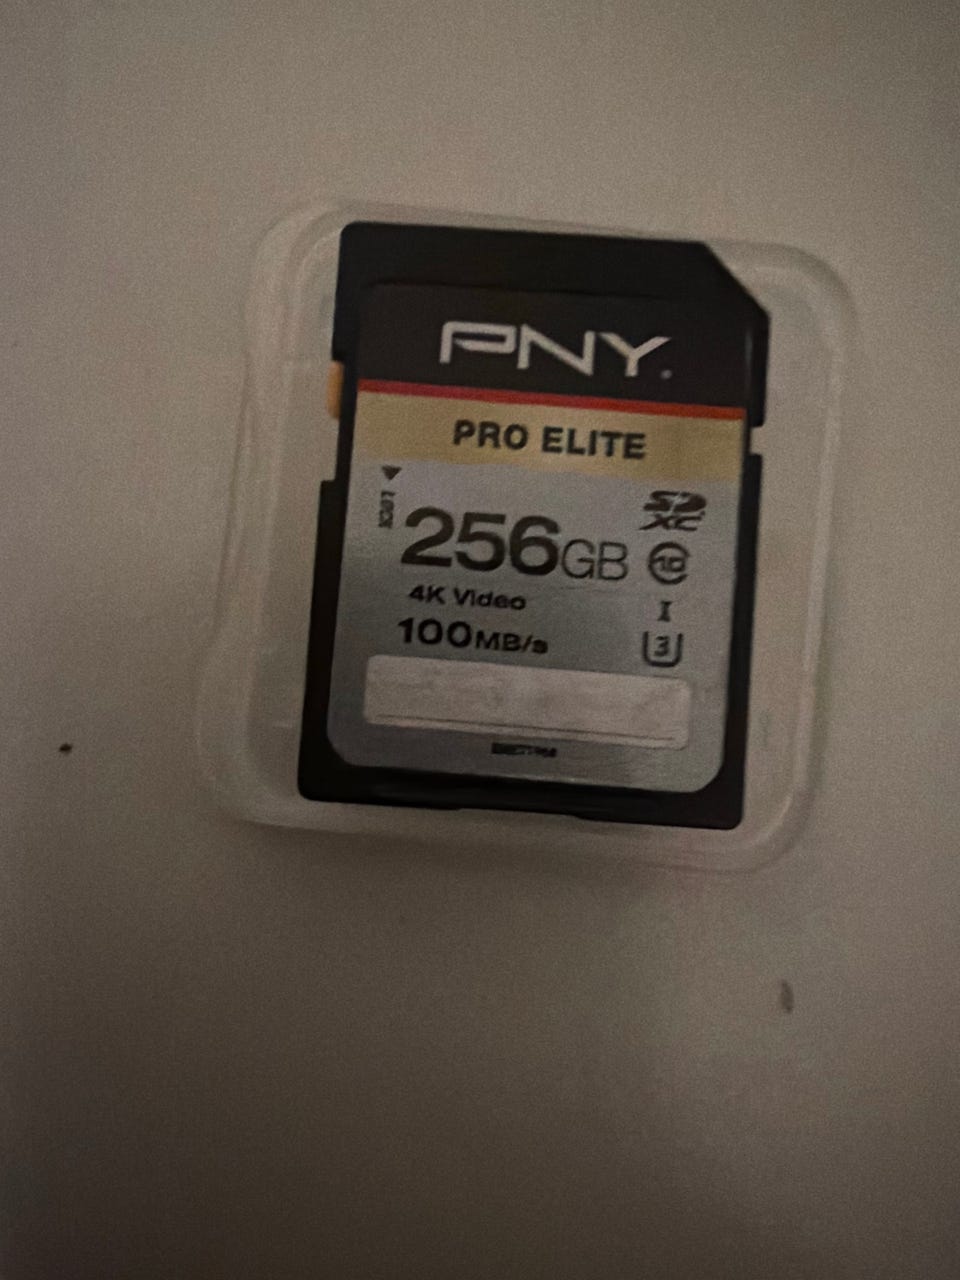 PNY.
PRO ELITE
LOCK
SD XC
256GB
10
4K Video
I
100MB/s
3